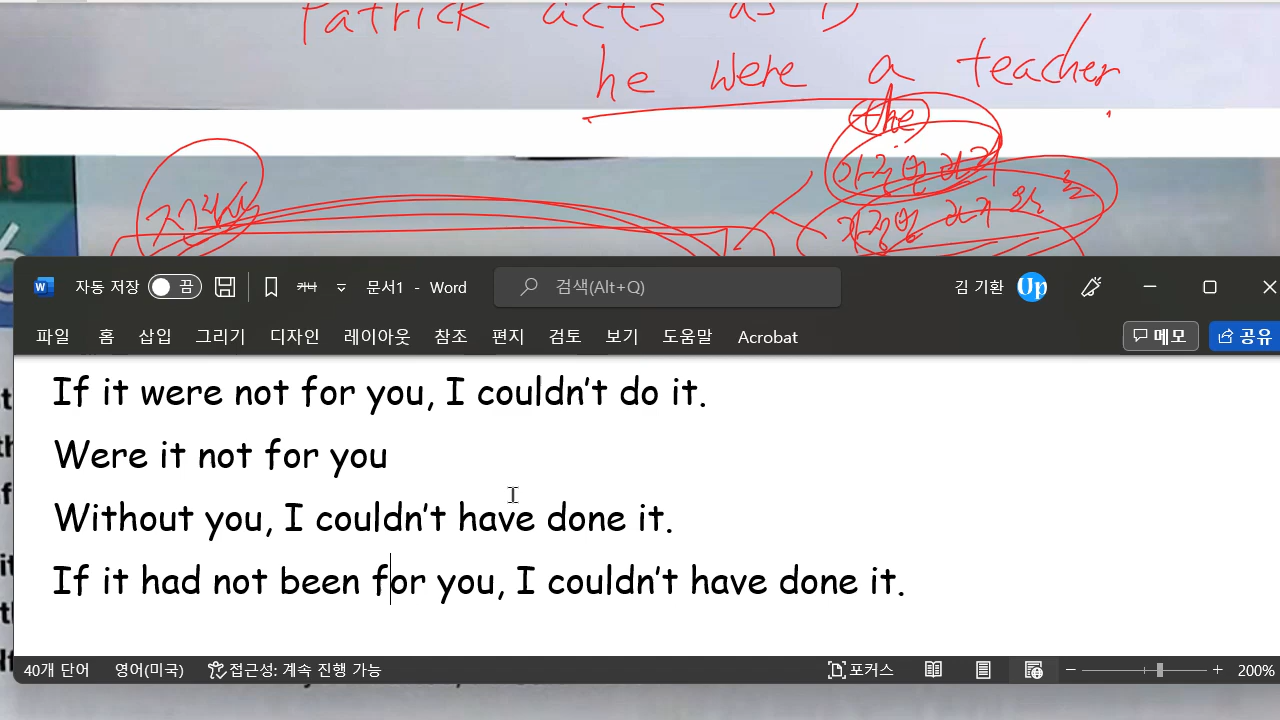 Patrick acts as if
he were a teacher.
the
자동 저장 끔 문서1 - Word 검색(Alt+Q) 김 기환 Up
파일 홈 삽입 그리기 디자인 레이아웃 참조 편지 검토 보기 도움말 Acrobat 메모 공유
If it were not for you, I couldn't do it.
Were it not for you
Without you, I couldn't have done it.
If it had not been for you, I couldn't have done it.
40개 단어 영어(미국) 접근성: 계속 진행 가능 포커스 200%